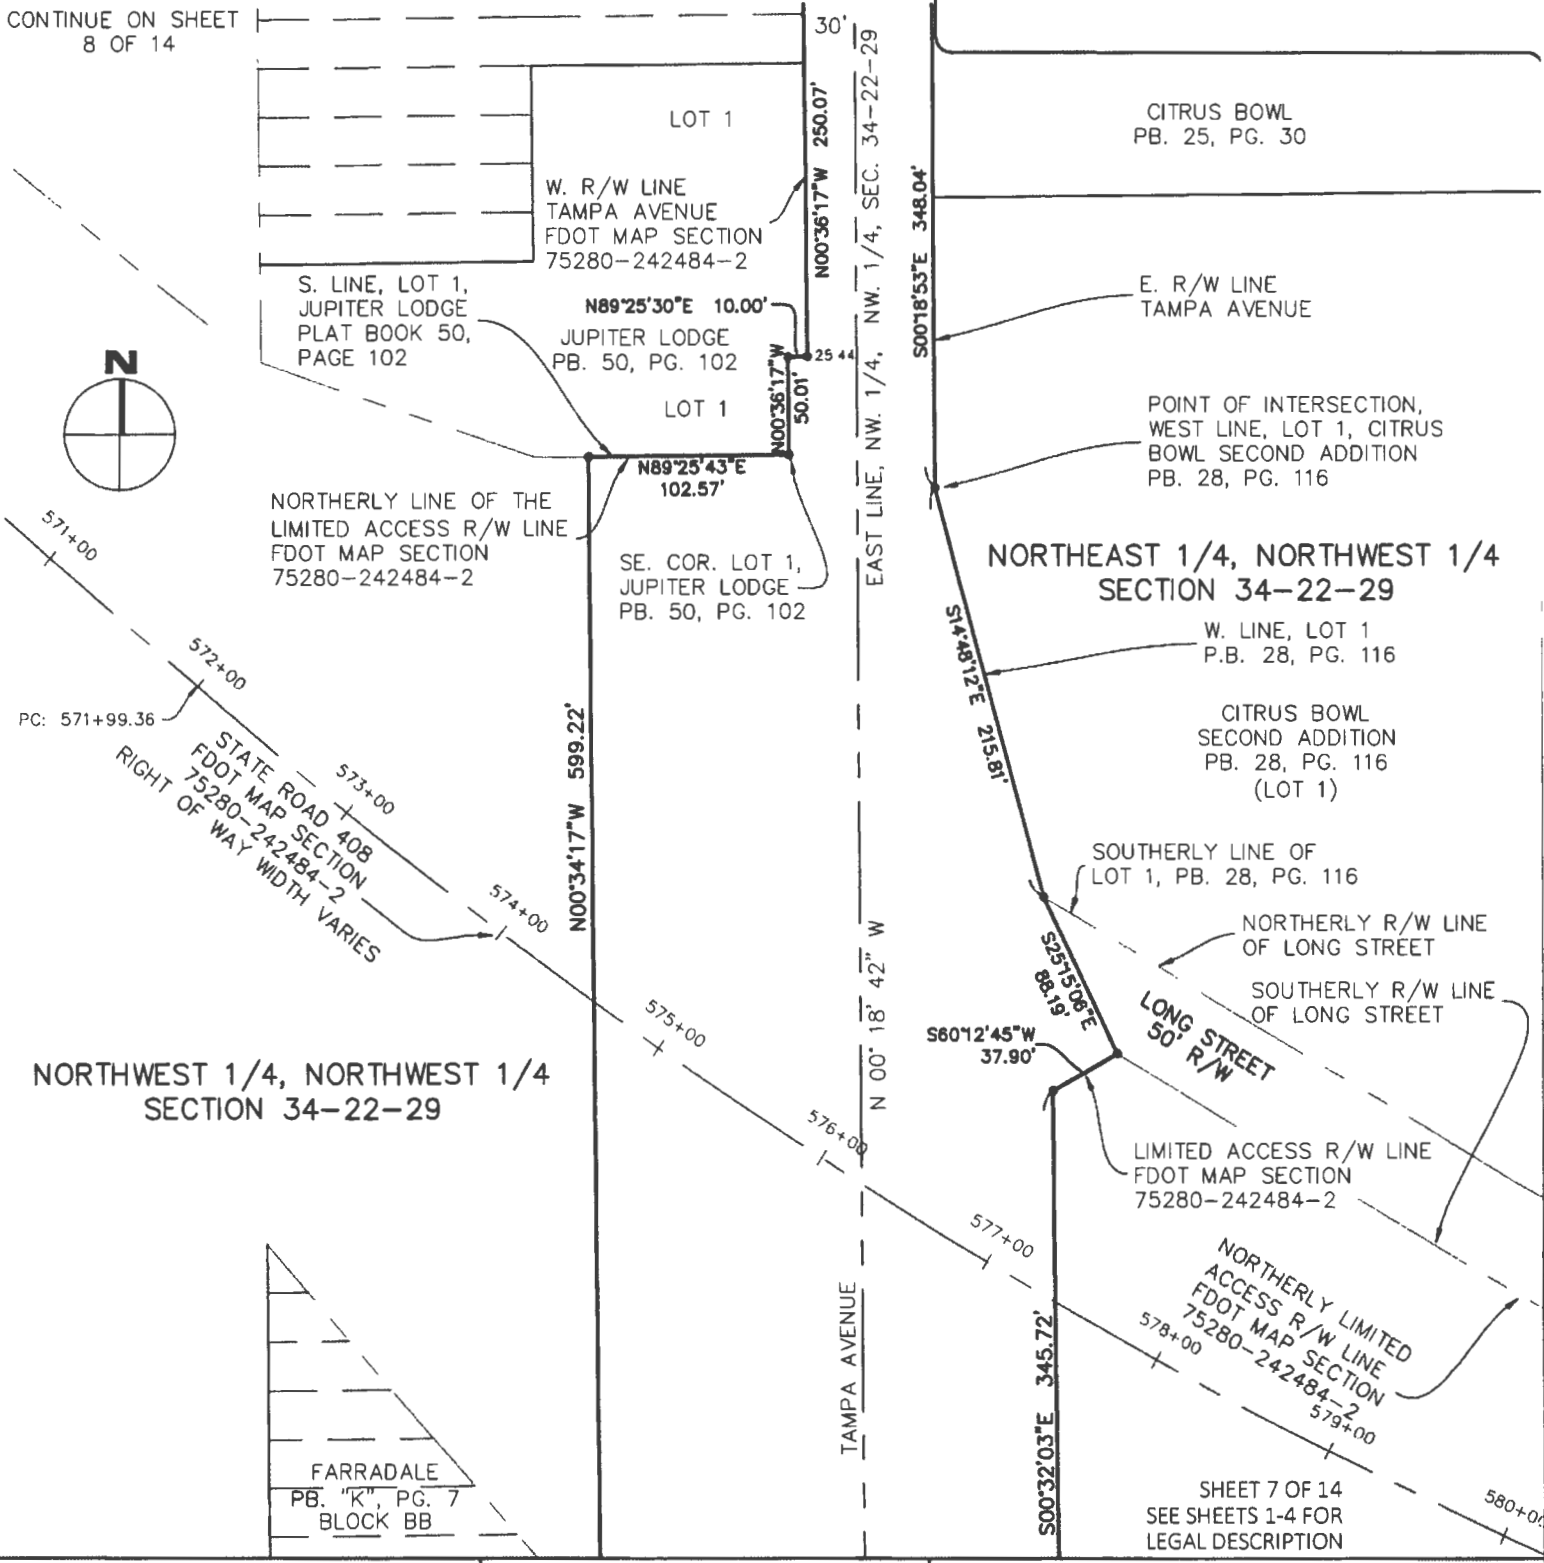 CONTINUE ON SHEET
8 OF 14
30'
LOT 1
N00°36'17"W 250.07'
EAST LINE, NW. 1/4, NW. 1/4, SEC. 34-22-29
CITRUS BOWL
PB. 25, PG. 30
W. R/W LINE
TAMPA AVENUE
FDOT MAP SECTION
75280-242484-2
S00°18'53"E 348.04'
S. LINE, LOT 1,
JUPITER LODGE
PLAT BOOK 50,
PAGE 102
N89°25'30"E 10.00'
JUPITER LODGE
PB. 50, PG. 102
25.44
E. R/W LINE
TAMPA AVENUE
N
LOT 1
N00°36'17"W
50.01'
POINT OF INTERSECTION,
WEST LINE, LOT 1, CITRUS
BOWL SECOND ADDITION
PB. 28, PG. 116
N89°25'43"E
102.57'
NORTHERLY LINE OF THE
LIMITED ACCESS R/W LINE
FDOT MAP SECTION
75280-242484-2
SE. COR. LOT 1,
JUPITER LODGE
PB. 50, PG. 102
NORTHEAST 1/4, NORTHWEST 1/4
SECTION 34-22-29
571+00
572+00
PC: 571+99.36
S14°48'12"E 215.81'
W. LINE, LOT 1
P.B. 28, PG. 116
CITRUS BOWL
SECOND ADDITION
PB. 28, PG. 116
(LOT 1)
STATE ROAD 408
FDOT MAP SECTION
75280-242484-2
RIGHT OF WAY WIDTH VARIES
573+00
574+00
N00°34'17"W 599.22'
SOUTHERLY LINE OF
LOT 1, PB. 28, PG. 116
NORTHERLY R/W LINE
OF LONG STREET
SOUTHERLY R/W LINE
OF LONG STREET
S25°15'06"E
88.19'
LONG STREET
50' R/W
S60°12'45"W
37.90'
N 00° 18' 42" W
575+00
NORTHWEST 1/4, NORTHWEST 1/4
SECTION 34-22-29
576+00
LIMITED ACCESS R/W LINE
FDOT MAP SECTION
75280-242484-2
577+00
NORTHERLY LIMITED
ACCESS R/W LINE
FDOT MAP SECTION
75280-242484-2
578+00
579+00
580+00
TAMPA AVENUE
S00°32'03"E 345.72'
FARRADALE
PB. "K", PG. 7
BLOCK BB
SHEET 7 OF 14
SEE SHEETS 1-4 FOR
LEGAL DESCRIPTION